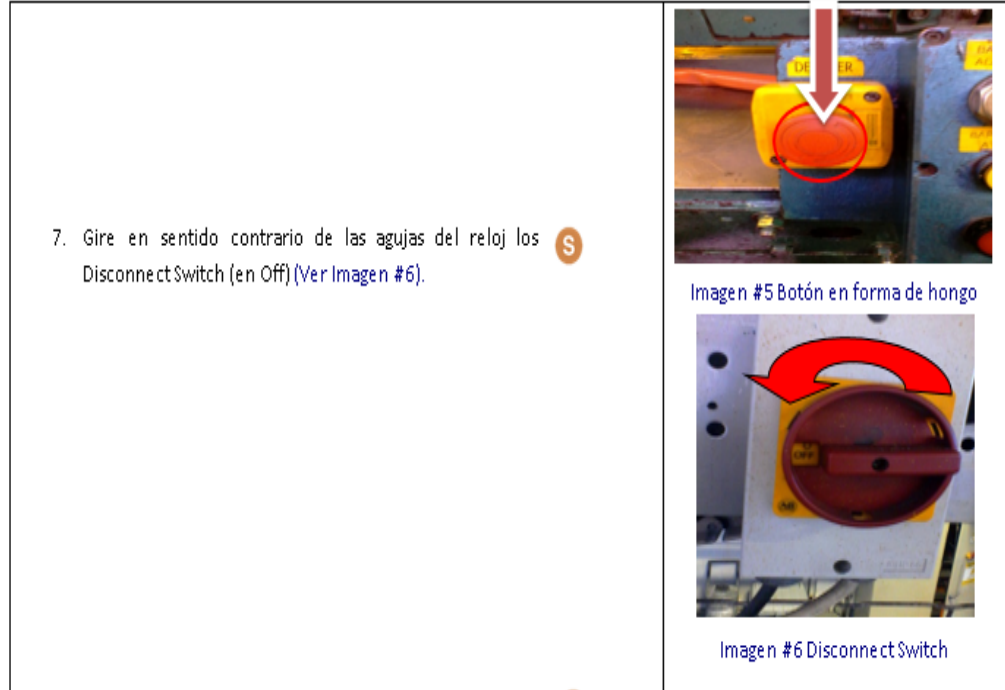 7. Gire en sentido contrario de las agujas del reloj los
Disconnect Switch (en Off) (Ver Imagen #6).
S
Imagen #5 Botón en forma de hongo
OFF
Imagen #6 Disconnect Switch